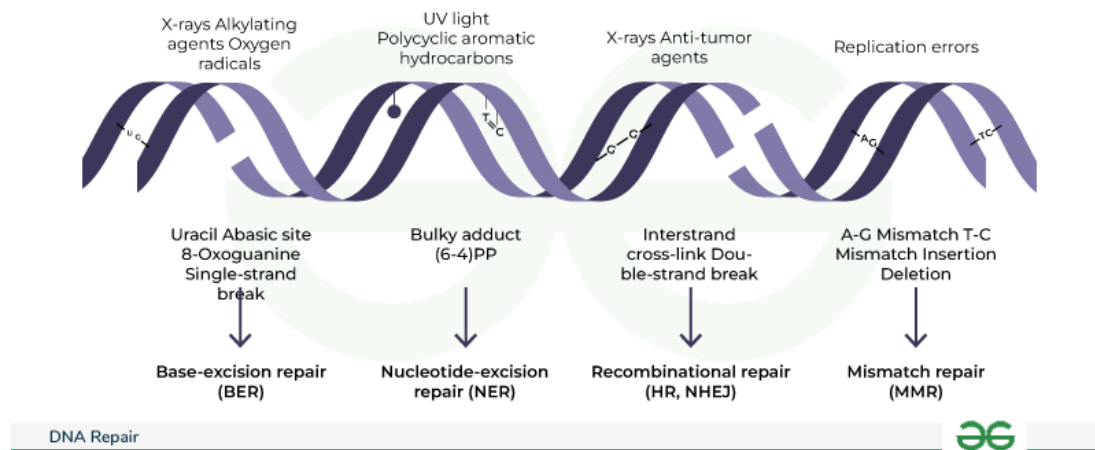 X-rays Alkylating
agents Oxygen
radicals
UV light
Polycyclic aromatic
hydrocarbons
X-rays Anti-tumor
agents
Replication errors
U C
T=C
G G
AG
TC
Uracil Abasic site
8-Oxoguanine
Single-strand
break
Bulky adduct
(6-4)PP
Interstrand
cross-link Dou-
ble-strand break
A-G Mismatch T-C
Mismatch Insertion
Deletion
Base-excision repair
(BER)
Nucleotide-excision
repair (NER)
Recombinational repair
(HR, NHEJ)
Mismatch repair
(MMR)
DNA Repair